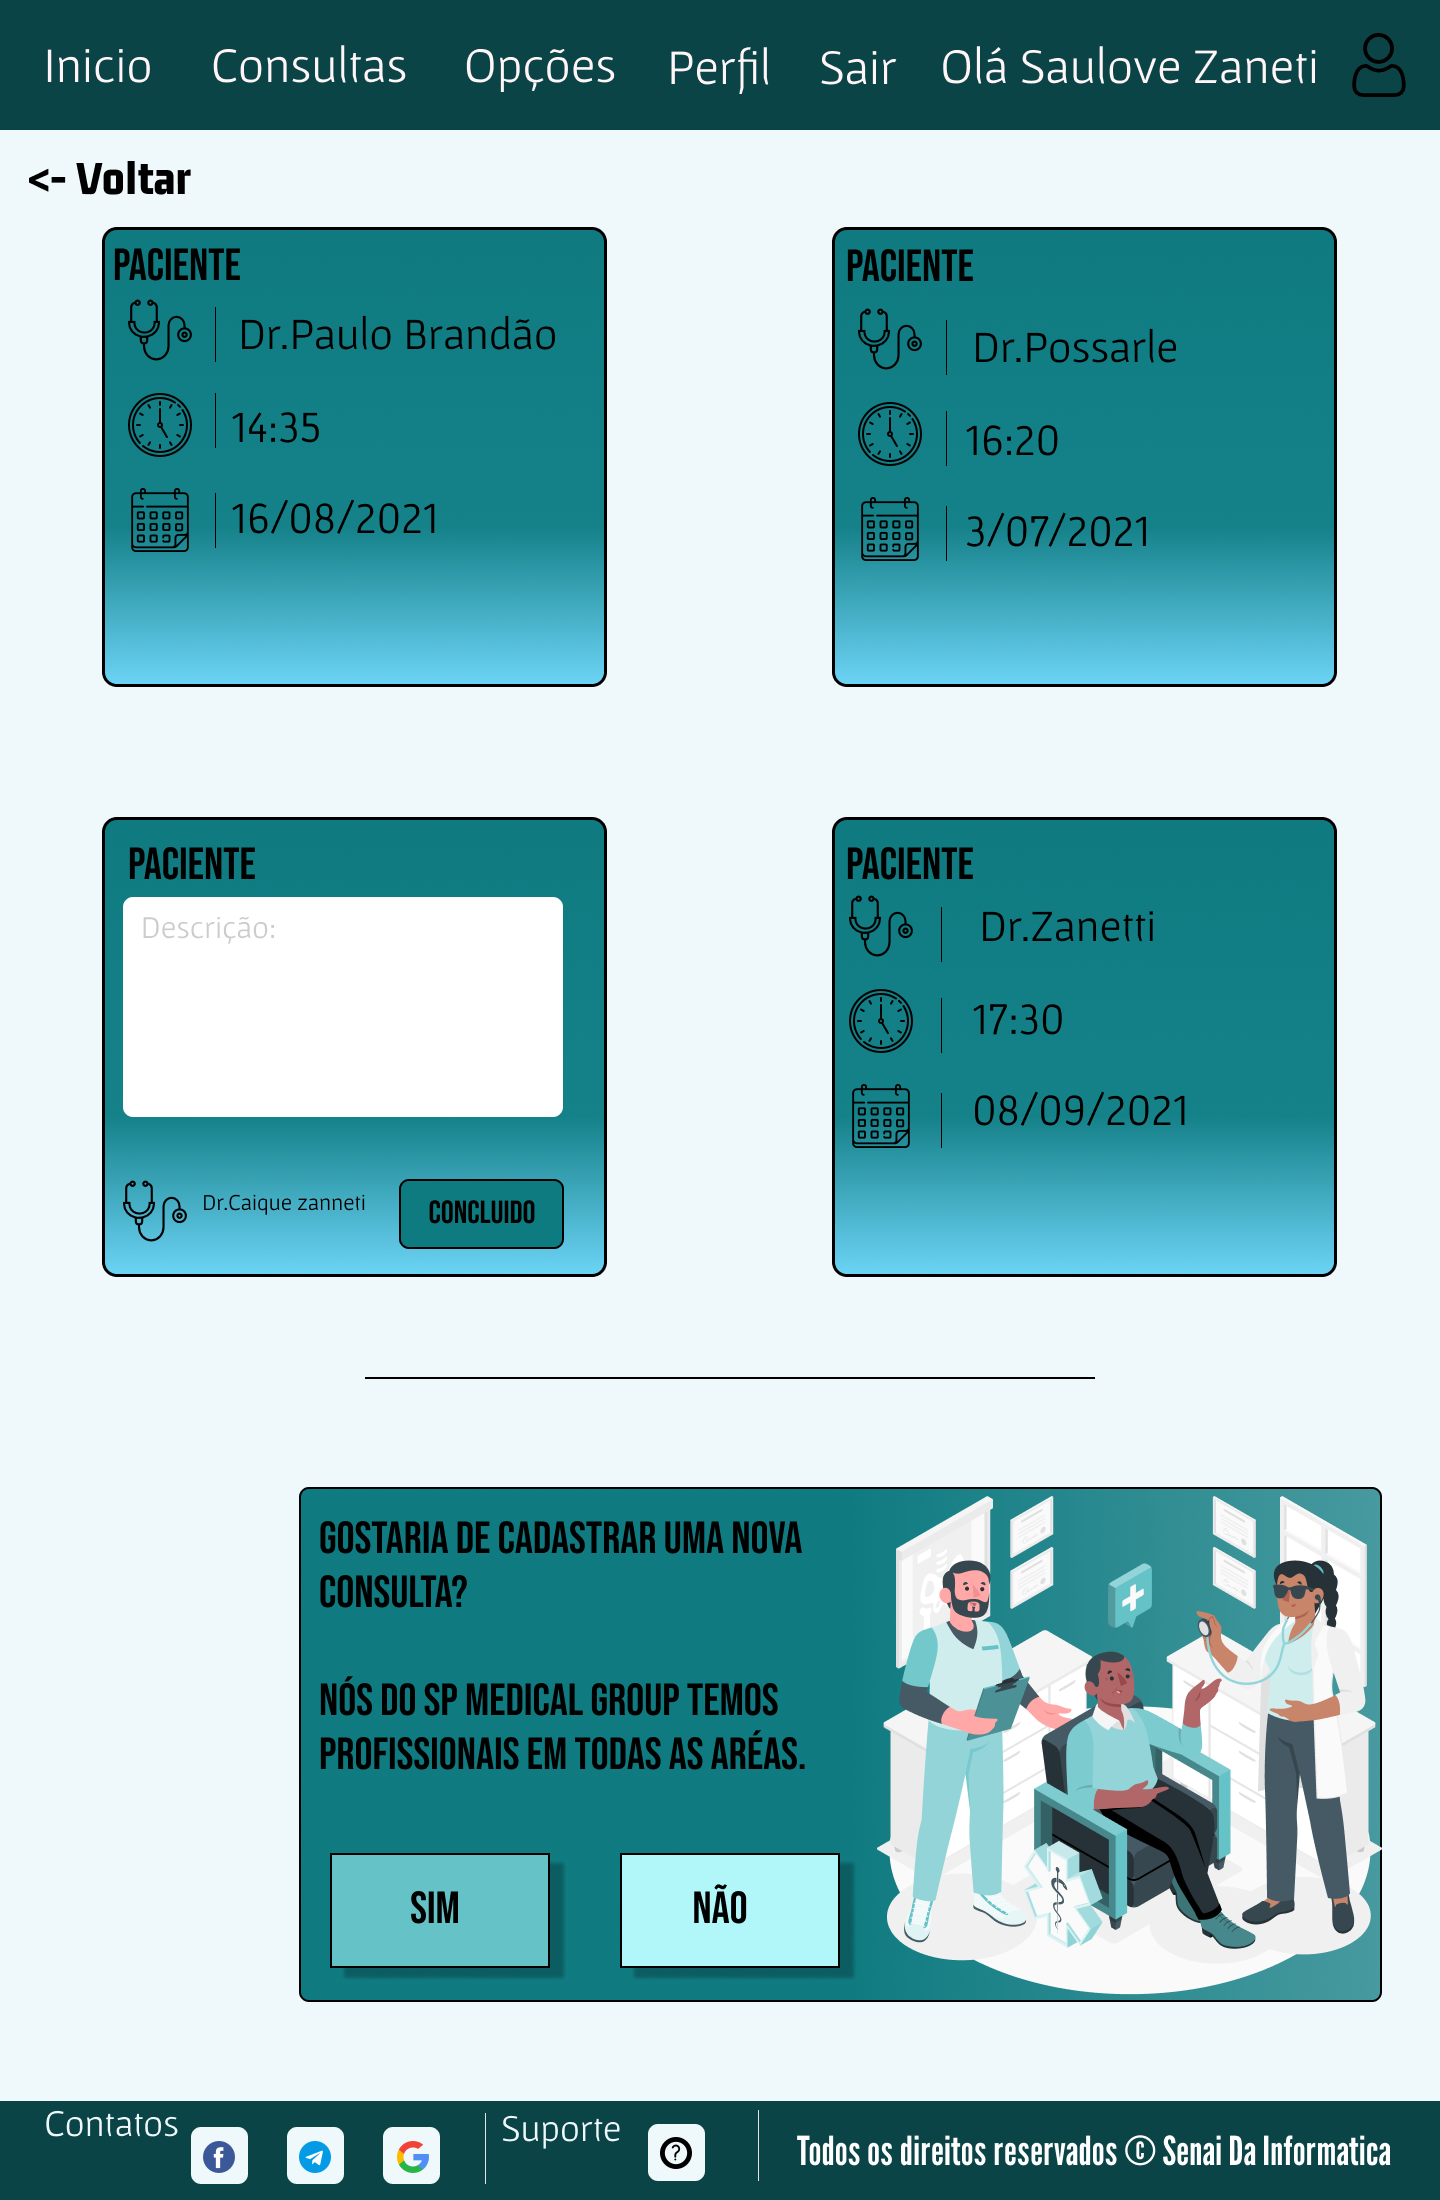 Inicio Consultas Opções Perfil Sair Olá Saulove Zaneti
<- Voltar
PACIENTE
Dr.Paulo Brandão
14:35
16/08/2021
PACIENTE
Dr.Possarle
16:20
3/07/2021
PACIENTE
Descrição:
Dr.Caique zanneti
CONCLUIDO
PACIENTE
Dr.Zanetti
17:30
08/09/2021
GOSTARIA DE CADASTRAR UMA NOVA
CONSULTA?
NÓS DO SP MEDICAL GROUP TEMOS
PROFISSIONAIS EM TODAS AS ARÉAS.
SIM
NÃO
Contatos
Suporte
Todos os direitos reservados © Senai Da Informatica